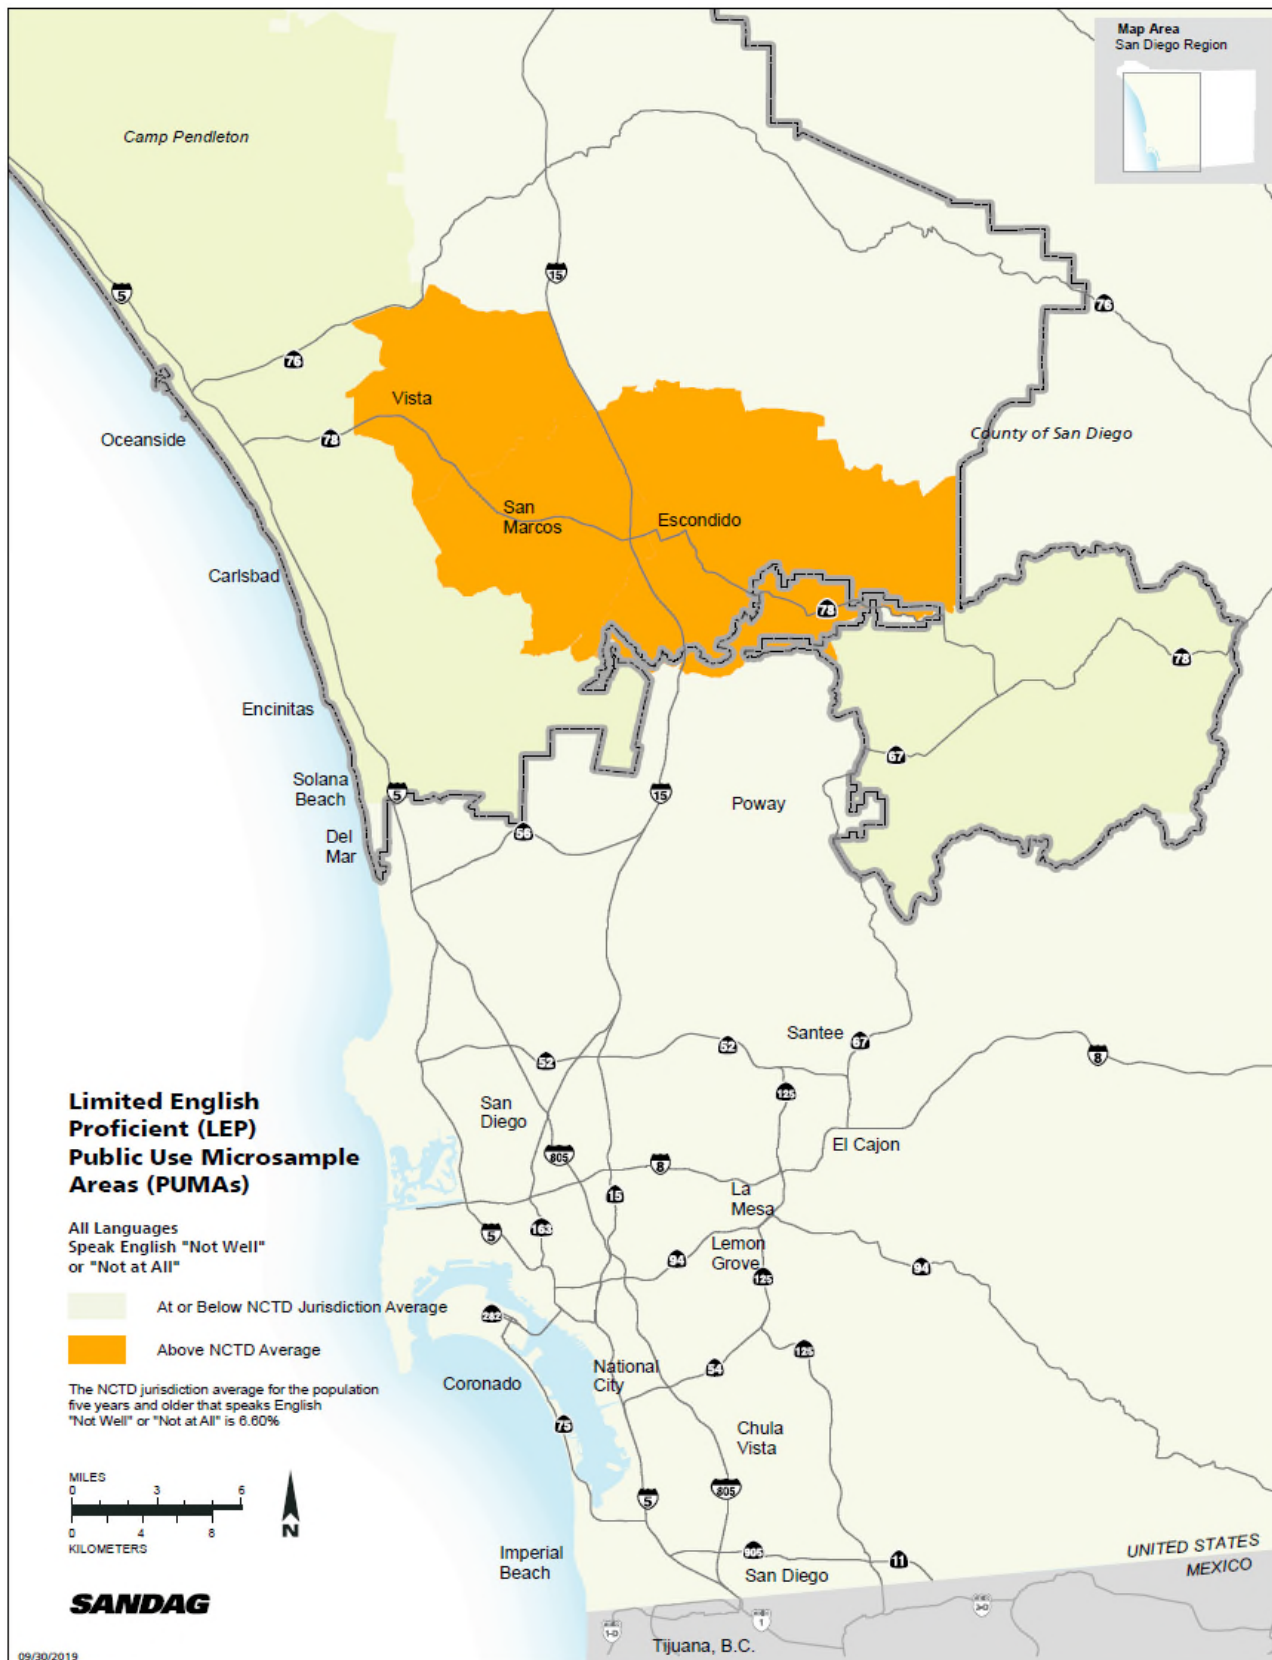 Map Area
San Diego Region
Camp Pendleton
15
5
76
76
Vista
78
Oceanside
County of San Diego
San
Marcos
Escondido
Carlsbad
78
78
Encinitas
67
Solana
Beach
5
15
Poway
Del
Mar
56
Santee
67
52
52
8
125
San
Diego
El Cajon
805
8
15
La
Mesa
163
5
Lemon
Grove
94
94
125
282
125
National
City
54
Coronado
75
Chula
Vista
805
5
Imperial
Beach
905
11
San Diego
UNITED STATES
MEXICO
1-D
1
3-D
Tijuana, B.C.
Limited English
Proficient (LEP)
Public Use Microsample
Areas (PUMAs)
All Languages
Speak English "Not Well"
or "Not at All"
At or Below NCTD Jurisdiction Average
Above NCTD Average
The NCTD jurisdiction average for the population
five years and older that speaks English
"Not Well" or "Not at All" is 6.60%
MILES
0 3 6
0 4 8
KILOMETERS
N
SANDAG
09/30/2019